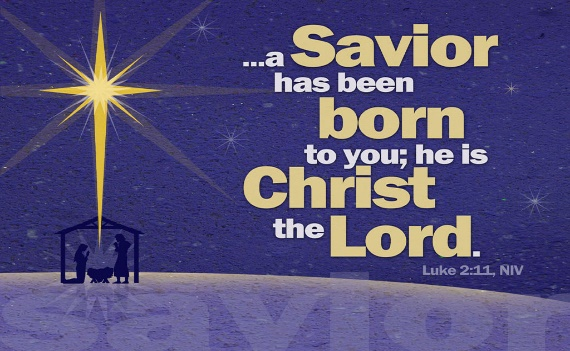 ...a Savior
has been
born
to you; he is
Christ
the Lord.
Luke 2:11, NIV
savior